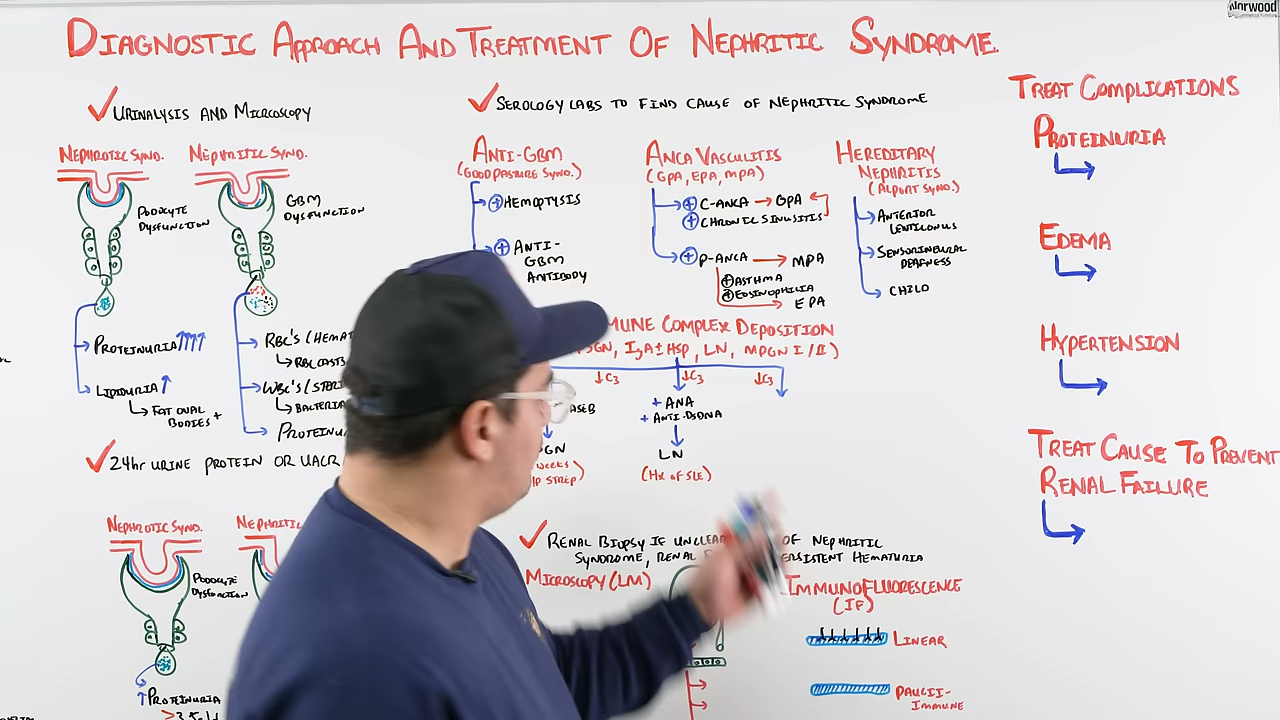 Norwood
DIAGNOSTIC APPROACH AND TREATMENT OF NEPHRITIC SYNDROME
✓ URINALYSIS AND MICROSCOPY
NEPHROTIC SYND.
NEPHRITIC SYND.
PODOCYTE
DYSFUNCTION
GBM
DYSFUNCTION
PROTEINURIA ↑↑↑↑
LIPIDURIA ↑
FAT OVAL
BODIES +
RBC'S
RBC CASTS
WBC'S
BACTERIA
✓ 24hr URINE PROTEIN OR UACR
NEPHROTIC SYND.
PODOCYTE
DYSFUNCTION
↑ PROTEINURIA
✓ SEROLOGY LABS TO FIND CAUSE OF NEPHRITIC SYNDROME
ANTI-GBM
(GOODPASTURE SYND.)
+ HEMOPTYSIS
+ ANTI-
GBM
ANTIBODY
ANCA VASCULITIS
(GPA, EPA, MPA)
+ C-ANCA → GPA
+ CHRONIC SINUSITIS
+ P-ANCA → MPA
+ ASTHMA
+ EOSINOPHILIA
EPA
HEREDITARY
NEPHRITIS
(ALPORT SYND.)
ANTERIOR
LENTICONUS
SENSORINEURAL
DEAFNESS
CHILD
COMPLEX DEPOSITION
IgA ± HSP, LN, MPGN I/II)
↓C3 ↓C3 ↓C3
+ ANA
+ ANTI-DSDNA
LN
(HX OF SLE)
STREP)
✓ RENAL BIOPSY IF OF NEPHRITIC
SYNDROME, RENAL HEMATURIA
MICROSCOPY (LM)
IMMUNOFLUORESCENCE
(IF)
LINEAR
PAUCII-
IMMUNE
TREAT COMPLICATIONS
PROTEINURIA
EDEMA
HYPERTENSION
TREAT CAUSE TO PREVENT
RENAL FAILURE